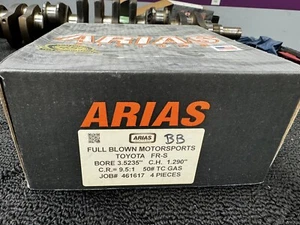 ARIAS
ARIAS
ARIAS BB
FULL BLOWN MOTORSPORTS
TOYOTA FR-S
BORE 3.5235" C.H. 1.290"
C.R.= 9.5:1 50# TC GAS
JOB# 461617 4 PIECES